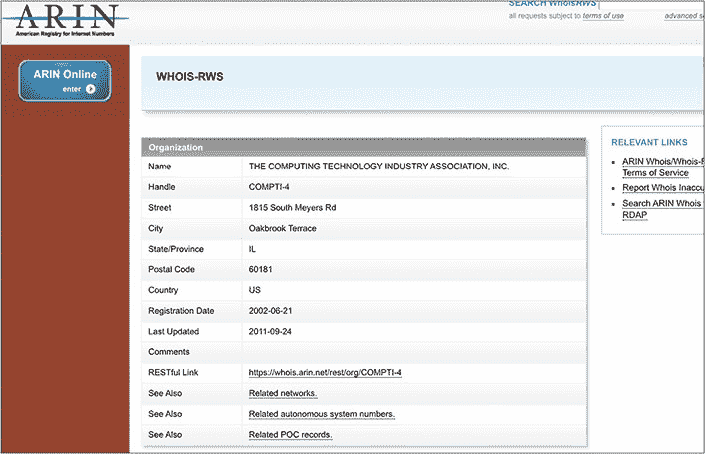 ARIN
American Registry for Internet Numbers
SEARCH WhoisRWS
all requests subject to terms of use
advanced
ARIN Online
enter
WHOIS-RWS
Organization
Name THE COMPUTING TECHNOLOGY INDUSTRY ASSOCIATION, INC.
Handle COMPTI-4
Street 1815 South Meyers Rd
City Oakbrook Terrace
State/Province IL
Postal Code 60181
Country US
Registration Date 2002-06-21
Last Updated 2011-09-24
Comments
RESTful Link https://whois.arin.net/rest/org/COMPTI-4
See Also Related networks.
See Also Related autonomous system numbers.
See Also Related POC records.
RELEVANT LINKS
ARIN Whois/Whois-
Terms of Service
Report Whois Inaccu
Search ARIN Whois
RDAP